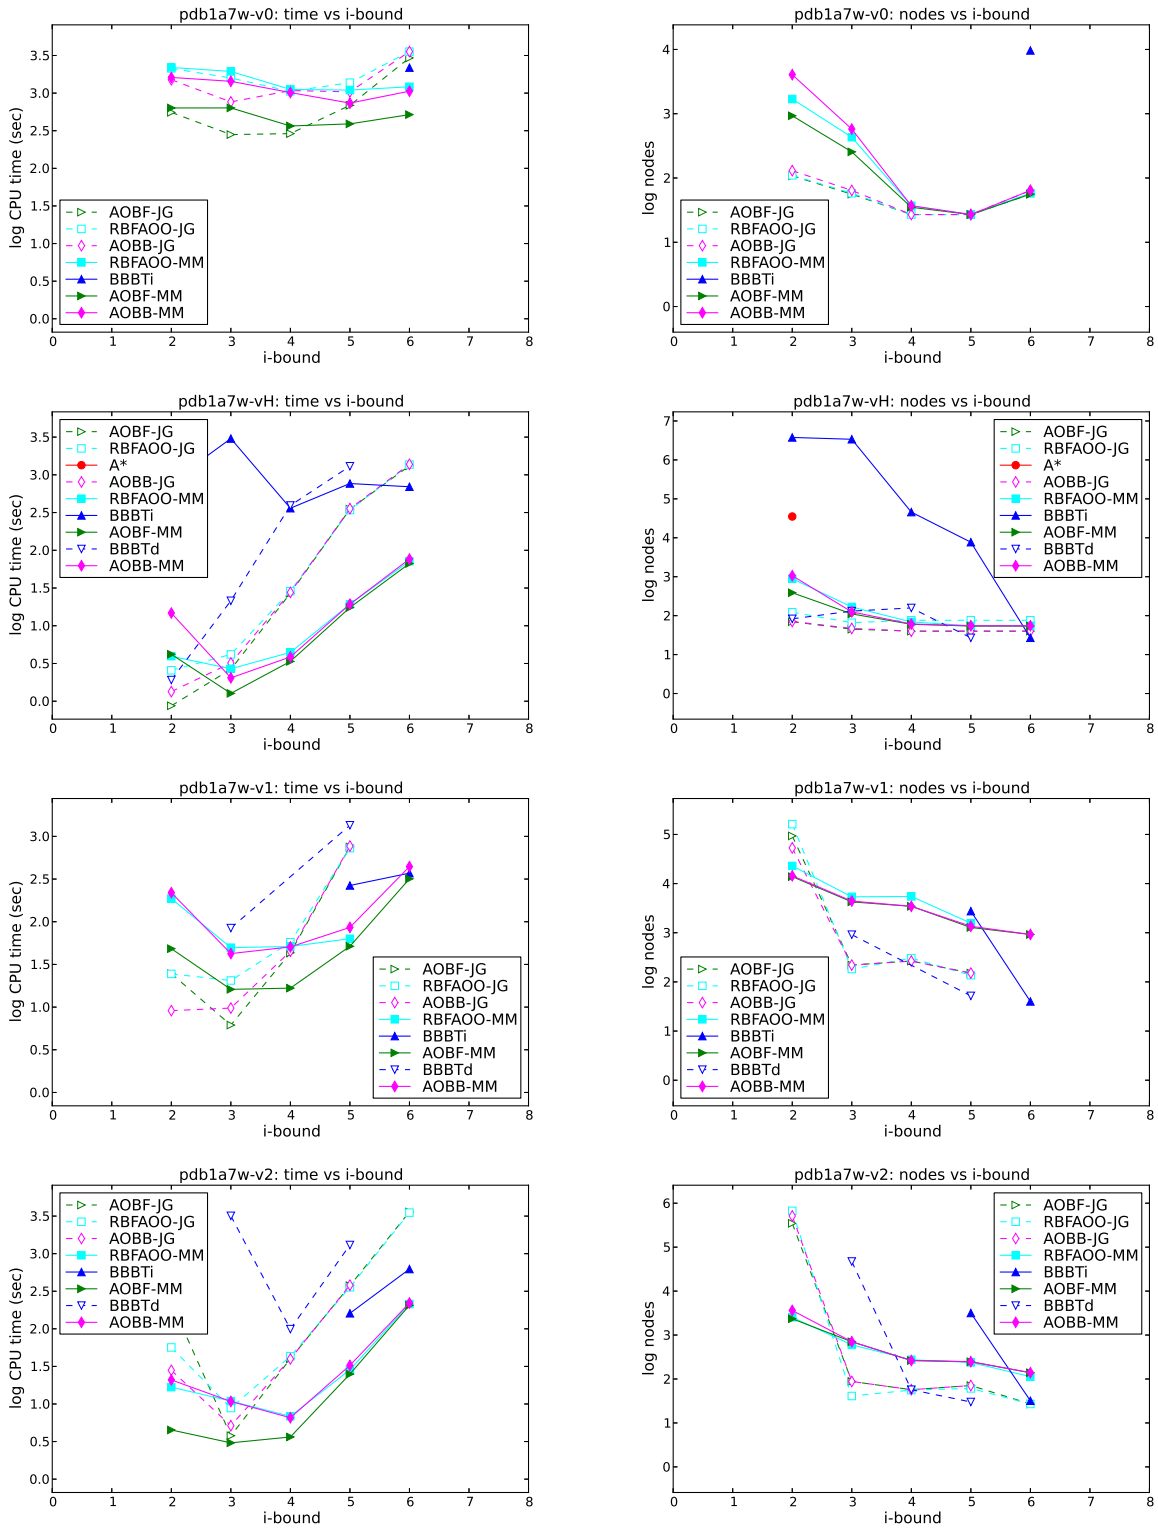 pdb1a7w-v0: time vs i-bound
log CPU time (sec)
3.5
3.0
2.5
2.0
1.5
1.0
0.5
0.0
AOBF-JG
RBFAOO-JG
AOBB-JG
RBFAOO-MM
BBBTi
AOBF-MM
AOBB-MM
0 1 2 3 4 5 6 7 8
i-bound
pdb1a7w-v0: nodes vs i-bound
log nodes
4
3
2
1
0
AOBF-JG
RBFAOO-JG
AOBB-JG
RBFAOO-MM
BBBTi
AOBF-MM
AOBB-MM
0 1 2 3 4 5 6 7 8
i-bound
pdb1a7w-vH: time vs i-bound
log CPU time (sec)
3.5
3.0
2.5
2.0
1.5
1.0
0.5
0.0
AOBF-JG
RBFAOO-JG
A*
AOBB-JG
RBFAOO-MM
BBBTi
AOBF-MM
BBBTd
AOBB-MM
0 1 2 3 4 5 6 7 8
i-bound
pdb1a7w-vH: nodes vs i-bound
log nodes
7
6
5
4
3
2
1
0
AOBF-JG
RBFAOO-JG
A*
AOBB-JG
RBFAOO-MM
BBBTi
AOBF-MM
BBBTd
AOBB-MM
0 1 2 3 4 5 6 7 8
i-bound
pdb1a7w-v1: time vs i-bound
log CPU time (sec)
3.0
2.5
2.0
1.5
1.0
0.5
0.0
AOBF-JG
RBFAOO-JG
AOBB-JG
RBFAOO-MM
BBBTi
AOBF-MM
BBBTd
AOBB-MM
0 1 2 3 4 5 6 7 8
i-bound
pdb1a7w-v1: nodes vs i-bound
log nodes
5
4
3
2
1
0
AOBF-JG
RBFAOO-JG
AOBB-JG
RBFAOO-MM
BBBTi
AOBF-MM
BBBTd
AOBB-MM
0 1 2 3 4 5 6 7 8
i-bound
pdb1a7w-v2: time vs i-bound
log CPU time (sec)
3.5
3.0
2.5
2.0
1.5
1.0
0.5
0.0
AOBF-JG
RBFAOO-JG
AOBB-JG
RBFAOO-MM
BBBTi
AOBF-MM
BBBTd
AOBB-MM
0 1 2 3 4 5 6 7 8
i-bound
pdb1a7w-v2: nodes vs i-bound
log nodes
6
5
4
3
2
1
0
AOBF-JG
RBFAOO-JG
AOBB-JG
RBFAOO-MM
BBBTi
AOBF-MM
BBBTd
AOBB-MM
0 1 2 3 4 5 6 7 8
i-bound